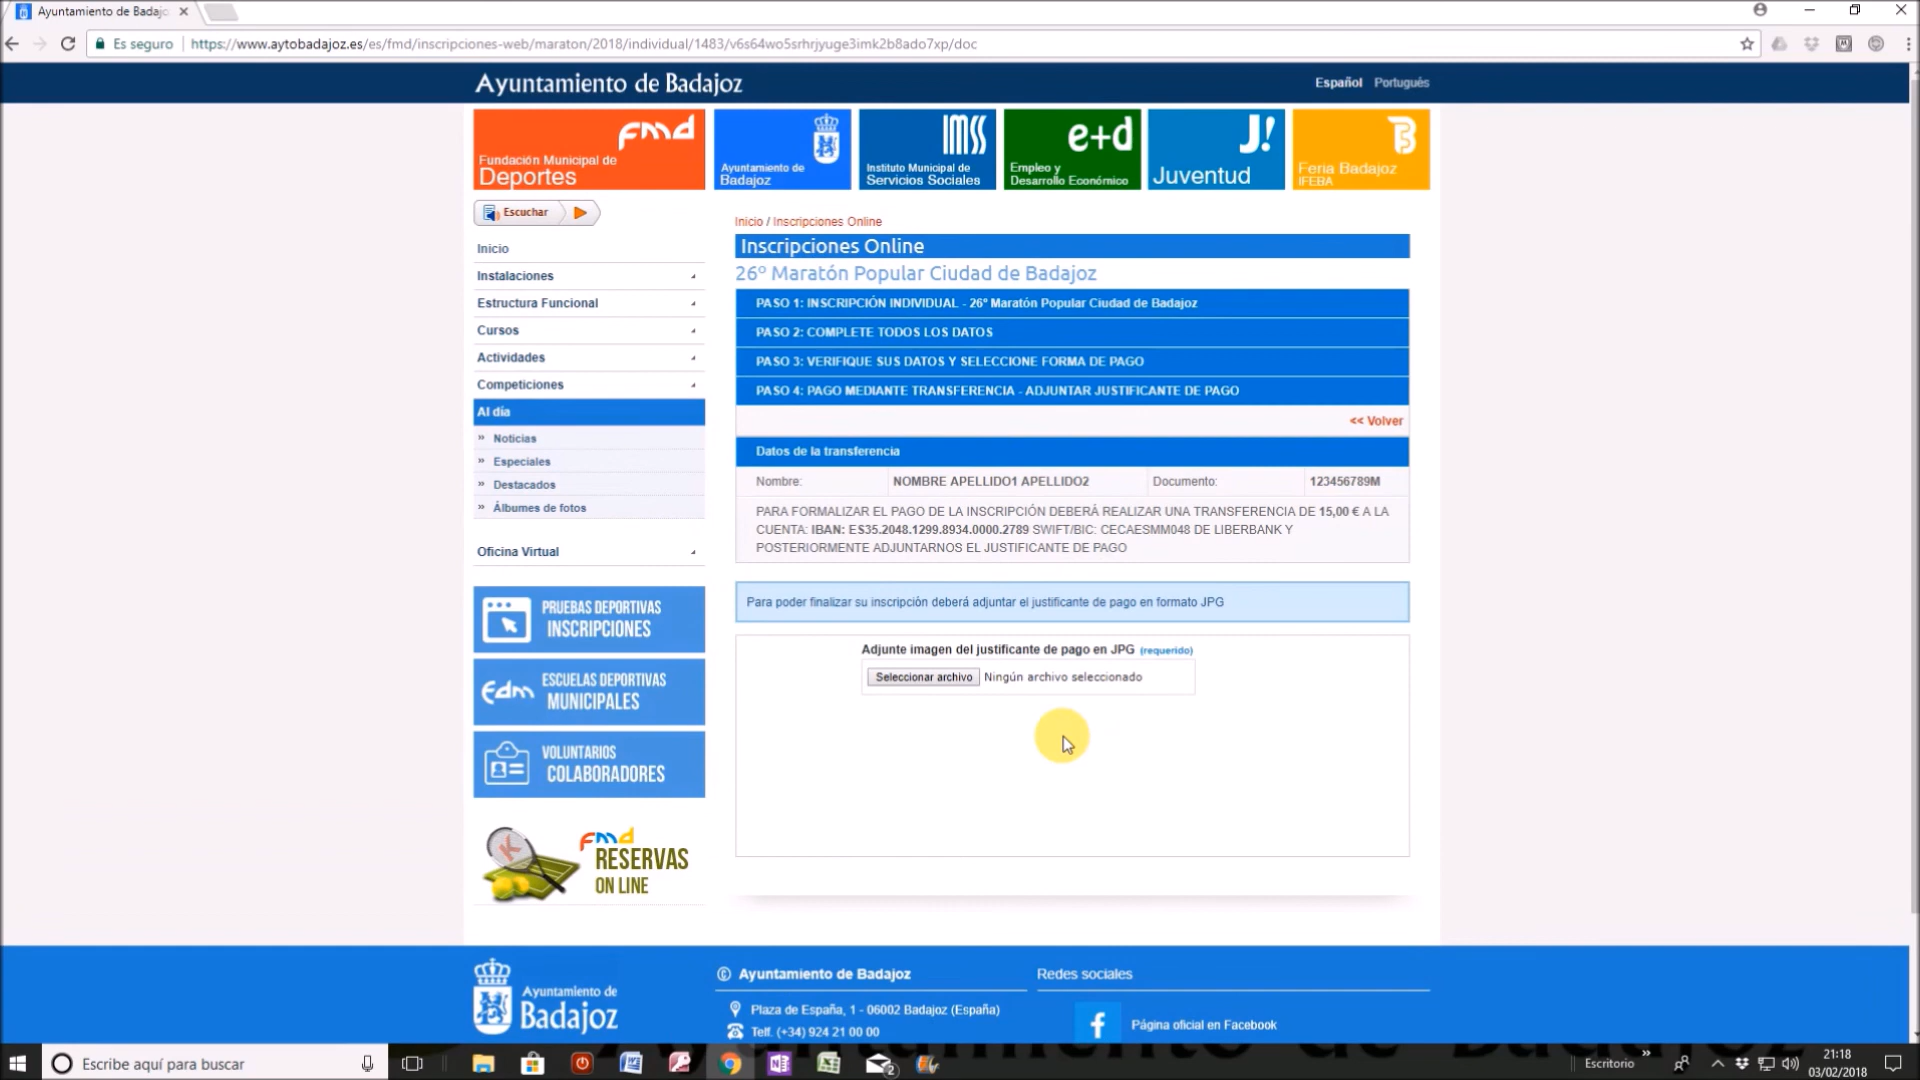 Ayuntamiento de Badajo
Es seguro
https://www.aytobadajoz.es/es/fmd/inscripciones-web/maraton/2018/individual/1483/v6s64wo5srhrjyuge3imk2b8ado7xp/doc
Ayuntamiento de Badajoz
Español Portugués
fmd
Fundación Municipal de
Deportes
Ayuntamiento de
Badajoz
IMSS
Instituto Municipal de
Servicios Sociales
e+d
Empleo y
Desarrollo Económico
J!
Juventud
Feria Badajoz
IFEBA
Escuchar
Inicio
Instalaciones
Estructura Funcional
Cursos
Actividades
Competiciones
Al día
» Noticias
» Especiales
» Destacados
» Álbumes de fotos
Oficina Virtual
PRUEBAS DEPORTIVAS
INSCRIPCIONES
Edm
ESCUELAS DEPORTIVAS
MUNICIPALES
VOLUNTARIOS
COLABORADORES
fmd
RESERVAS
ON LINE
Inicio / Inscripciones Online
Inscripciones Online
26º Maratón Popular Ciudad de Badajoz
PASO 1: INSCRIPCIÓN INDIVIDUAL - 26º Maratón Popular Ciudad de Badajoz
PASO 2: COMPLETE TODOS LOS DATOS
PASO 3: VERIFIQUE SUS DATOS Y SELECCIONE FORMA DE PAGO
PASO 4: PAGO MEDIANTE TRANSFERENCIA - ADJUNTAR JUSTIFICANTE DE PAGO
<< Volver
Datos de la transferencia
Nombre: NOMBRE APELLIDO1 APELLIDO2 Documento: 123456789M
PARA FORMALIZAR EL PAGO DE LA INSCRIPCIÓN DEBERÁ REALIZAR UNA TRANSFERENCIA DE 15,00 € A LA
CUENTA: IBAN: ES35.2048.1299.8934.0000.2789 SWIFT/BIC: CECAESMM048 DE LIBERBANK Y
POSTERIORMENTE ADJUNTARNOS EL JUSTIFICANTE DE PAGO
Para poder finalizar su inscripción deberá adjuntar el justificante de pago en formato JPG
Adjunte imagen del justificante de pago en JPG (requerido)
Seleccionar archivo Ningún archivo seleccionado
Ayuntamiento de
Badajoz
© Ayuntamiento de Badajoz
Plaza de España, 1 - 06002 Badajoz (España)
Telf. (+34) 924 21 00 00
Redes sociales
Página oficial en Facebook
Escribe aquí para buscar
Escritorio
21:18
03/02/2018